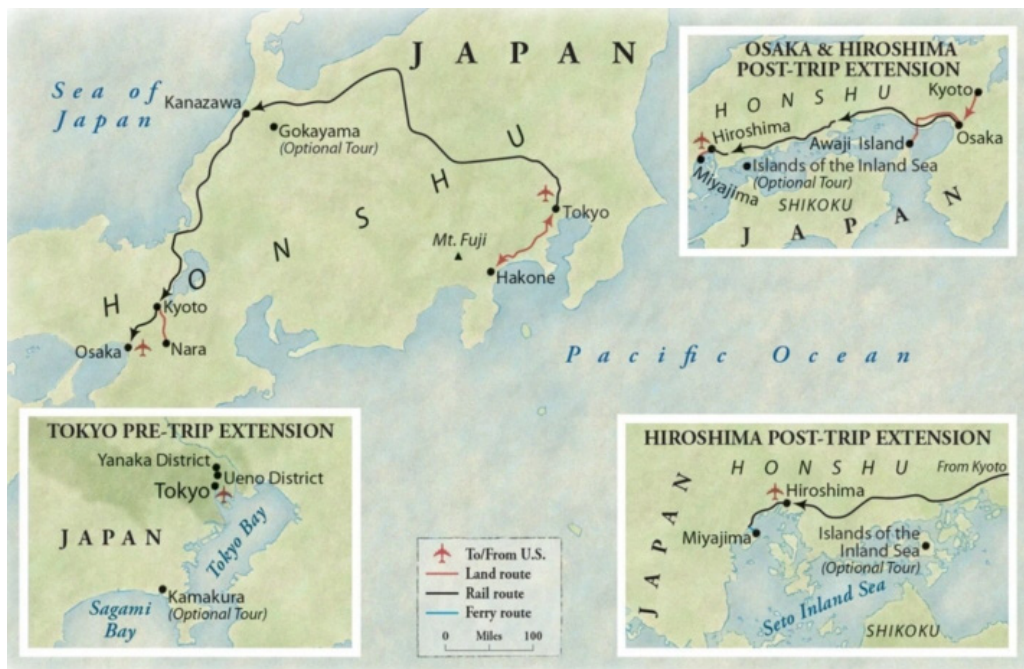 JAPAN
Sea of
Japan
Kanazawa
Gokayama
(Optional Tour)
HONSHU
Tokyo
Mt. Fuji
Hakone
Kyoto
Osaka
Nara
Pacific Ocean
OSAKA & HIROSHIMA
POST-TRIP EXTENSION
HONSHU
Kyoto
Hiroshima
Awaji Island
Osaka
Miyajima
Islands of the Inland Sea
(Optional Tour)
SHIKOKU
JAPAN
TOKYO PRE-TRIP EXTENSION
Yanaka District
Ueno District
Tokyo
JAPAN
Tokyo Bay
Kamakura
(Optional Tour)
Sagami
Bay
To/From U.S.
Land route
Rail route
Ferry route
0 Miles 100
HIROSHIMA POST-TRIP EXTENSION
HONSHU
From Kyoto
Hiroshima
JAPAN
Miyajima
Islands of the
Inland Sea
(Optional Tour)
Seto Inland Sea
SHIKOKU